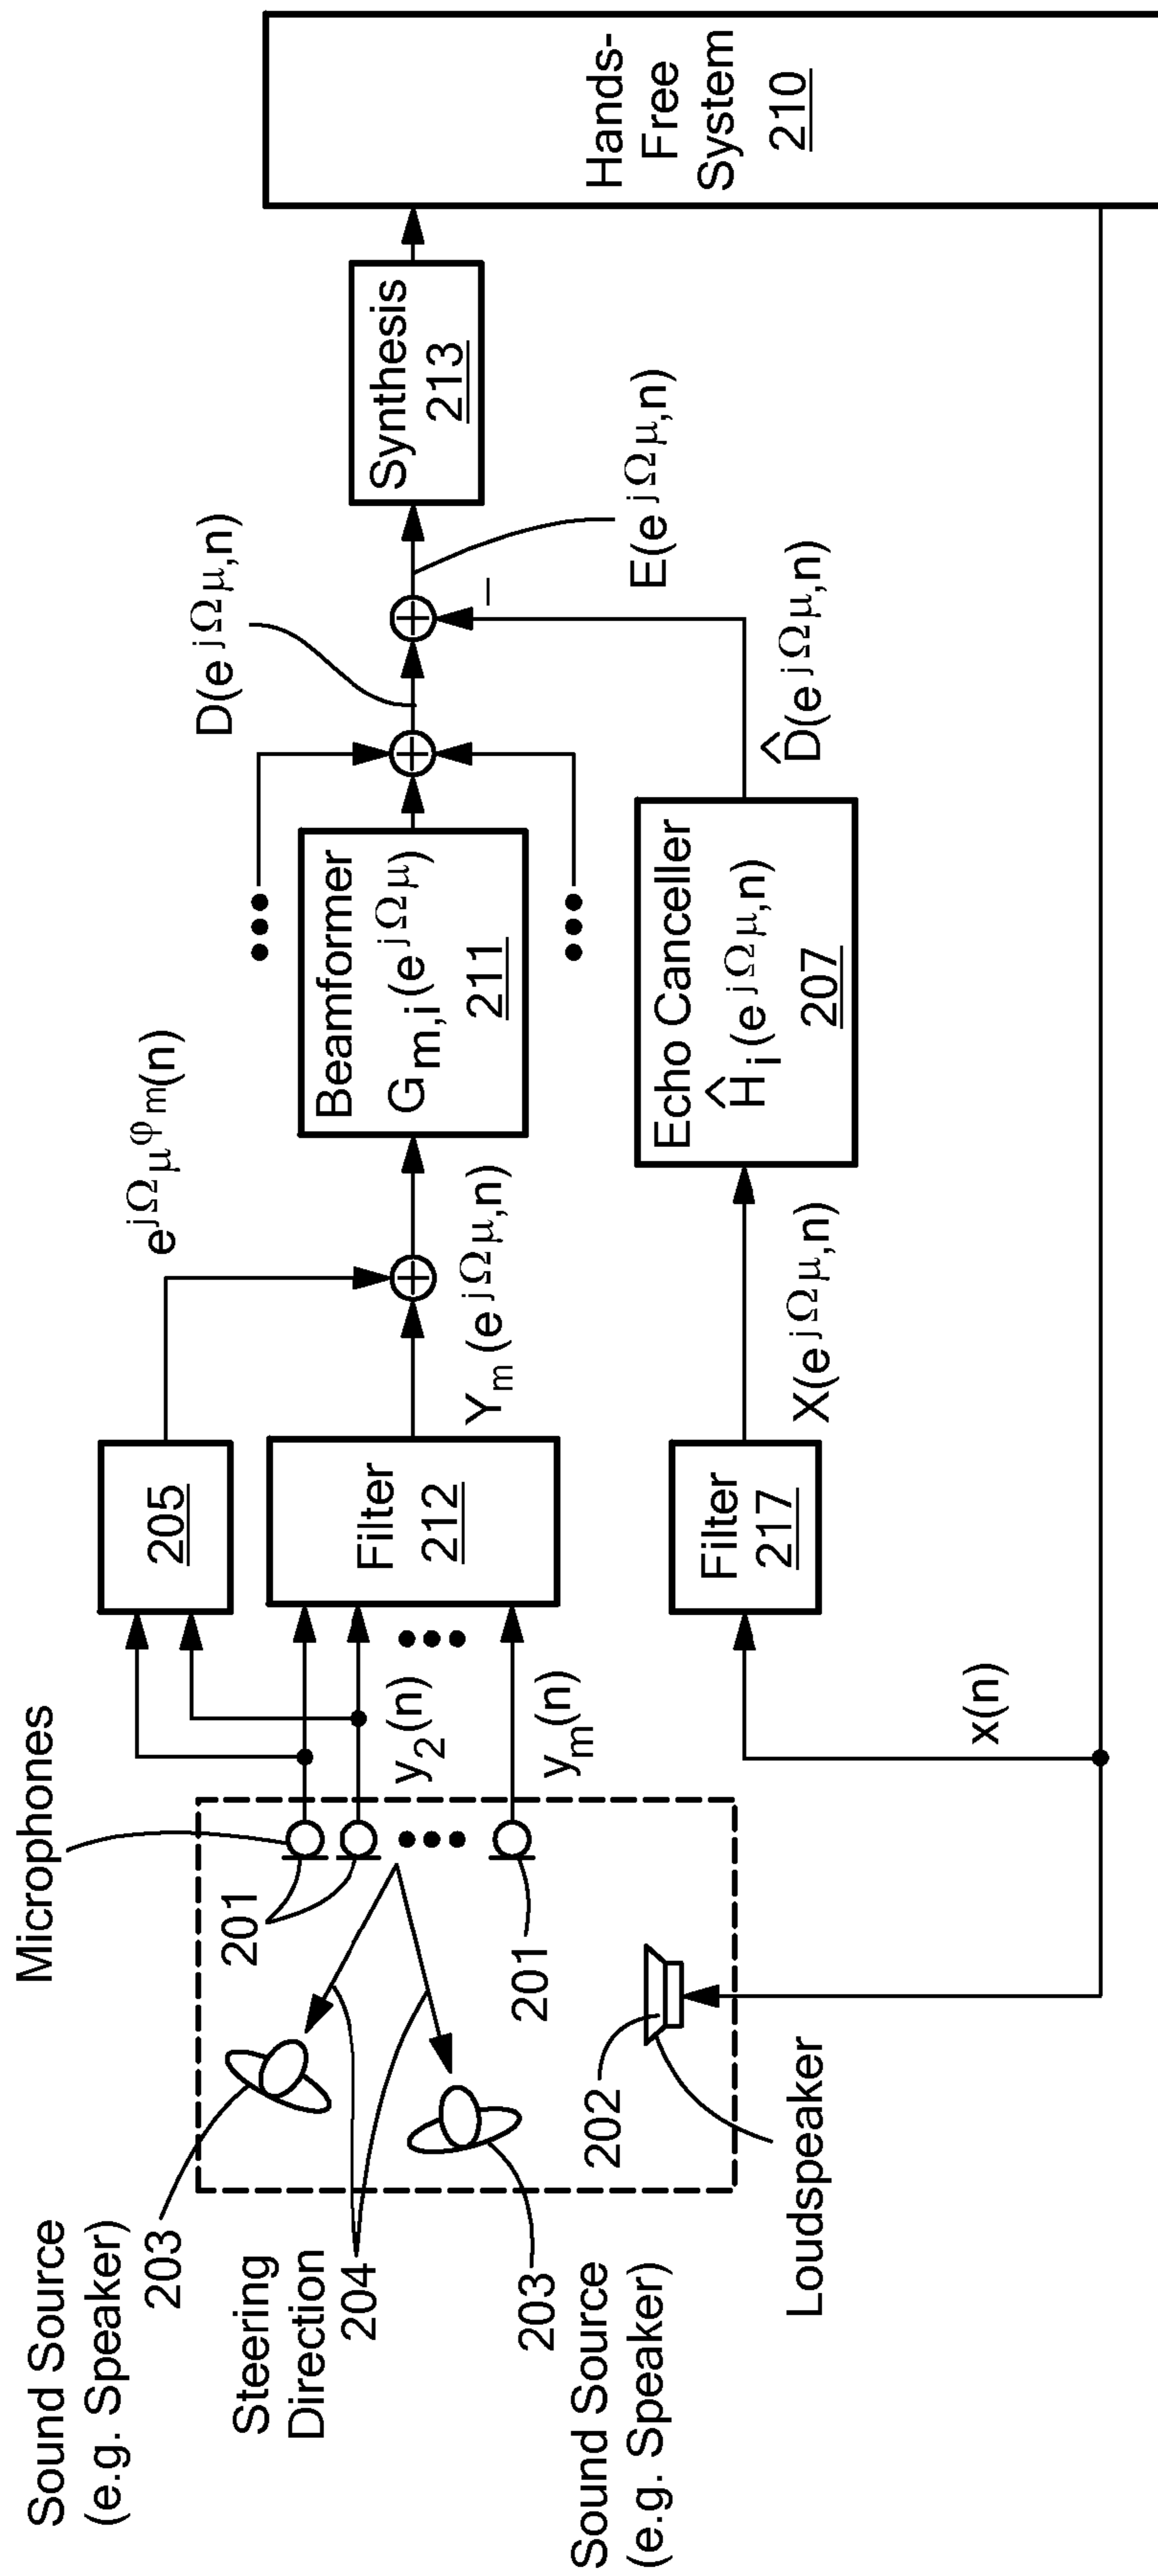 Sound Source
(e.g. Speaker)
203
Steering
Direction
204
203
Sound Source
(e.g. Speaker)
Microphones
201
201
202
Loudspeaker
y2(n)
ym(n)
x(n)
205
Filter
212
Filter
217
e^jΩμφm(n)
Ym(e^jΩμ,n)
X(e^jΩμ,n)
Beamformer
Gm,i(e^jΩμ)
211
Echo Canceller
Ĥi(e^jΩμ,n)
207
D(e^jΩμ,n)
D̂(e^jΩμ,n)
−
E(e^jΩμ,n)
Synthesis
213
Hands-
Free
System
210